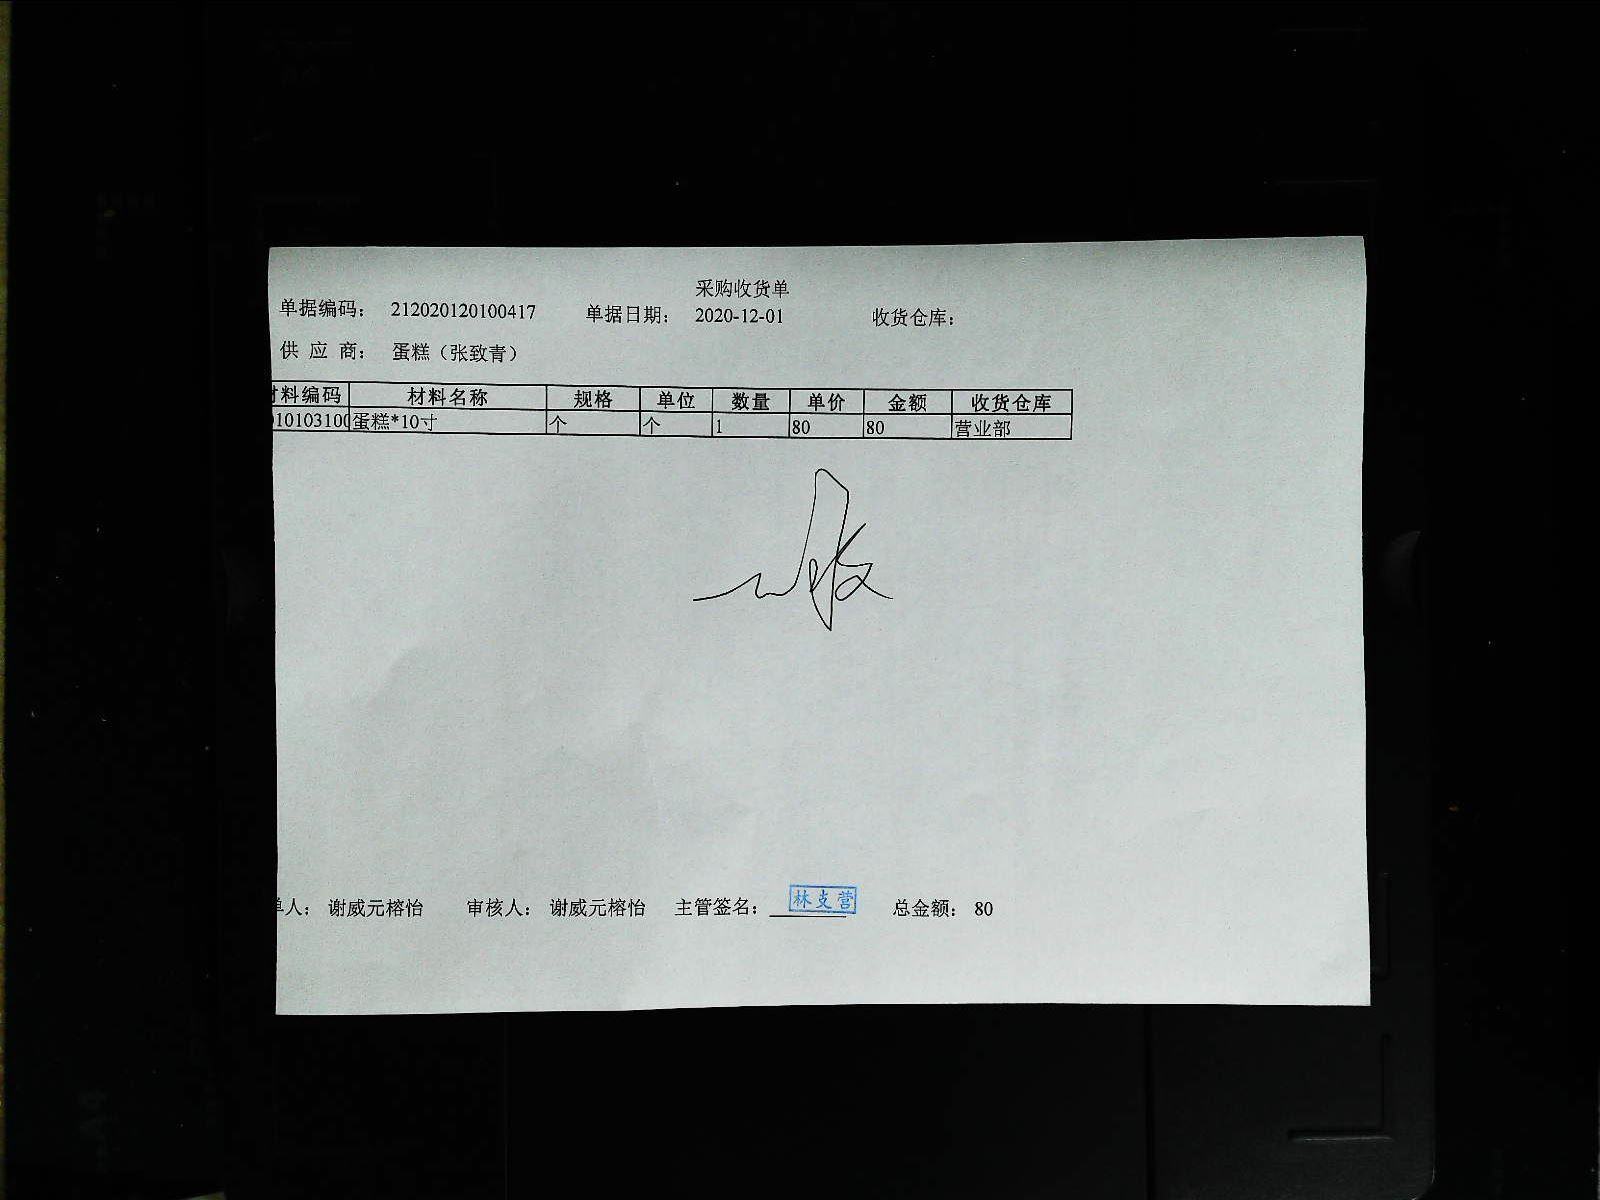 采购收货单
单据编码： 212020120100417 单据日期： 2020-12-01 收货仓库：
供 应 商： 蛋糕（张致青）
材料编码 材料名称 规格 单位 数量 单价 金额 收货仓库
10103100 蛋糕*10寸 个 个 1 80 80 营业部
单人： 谢威元榕怡 审核人： 谢威元榕怡 主管签名： 林支营 总金额： 80